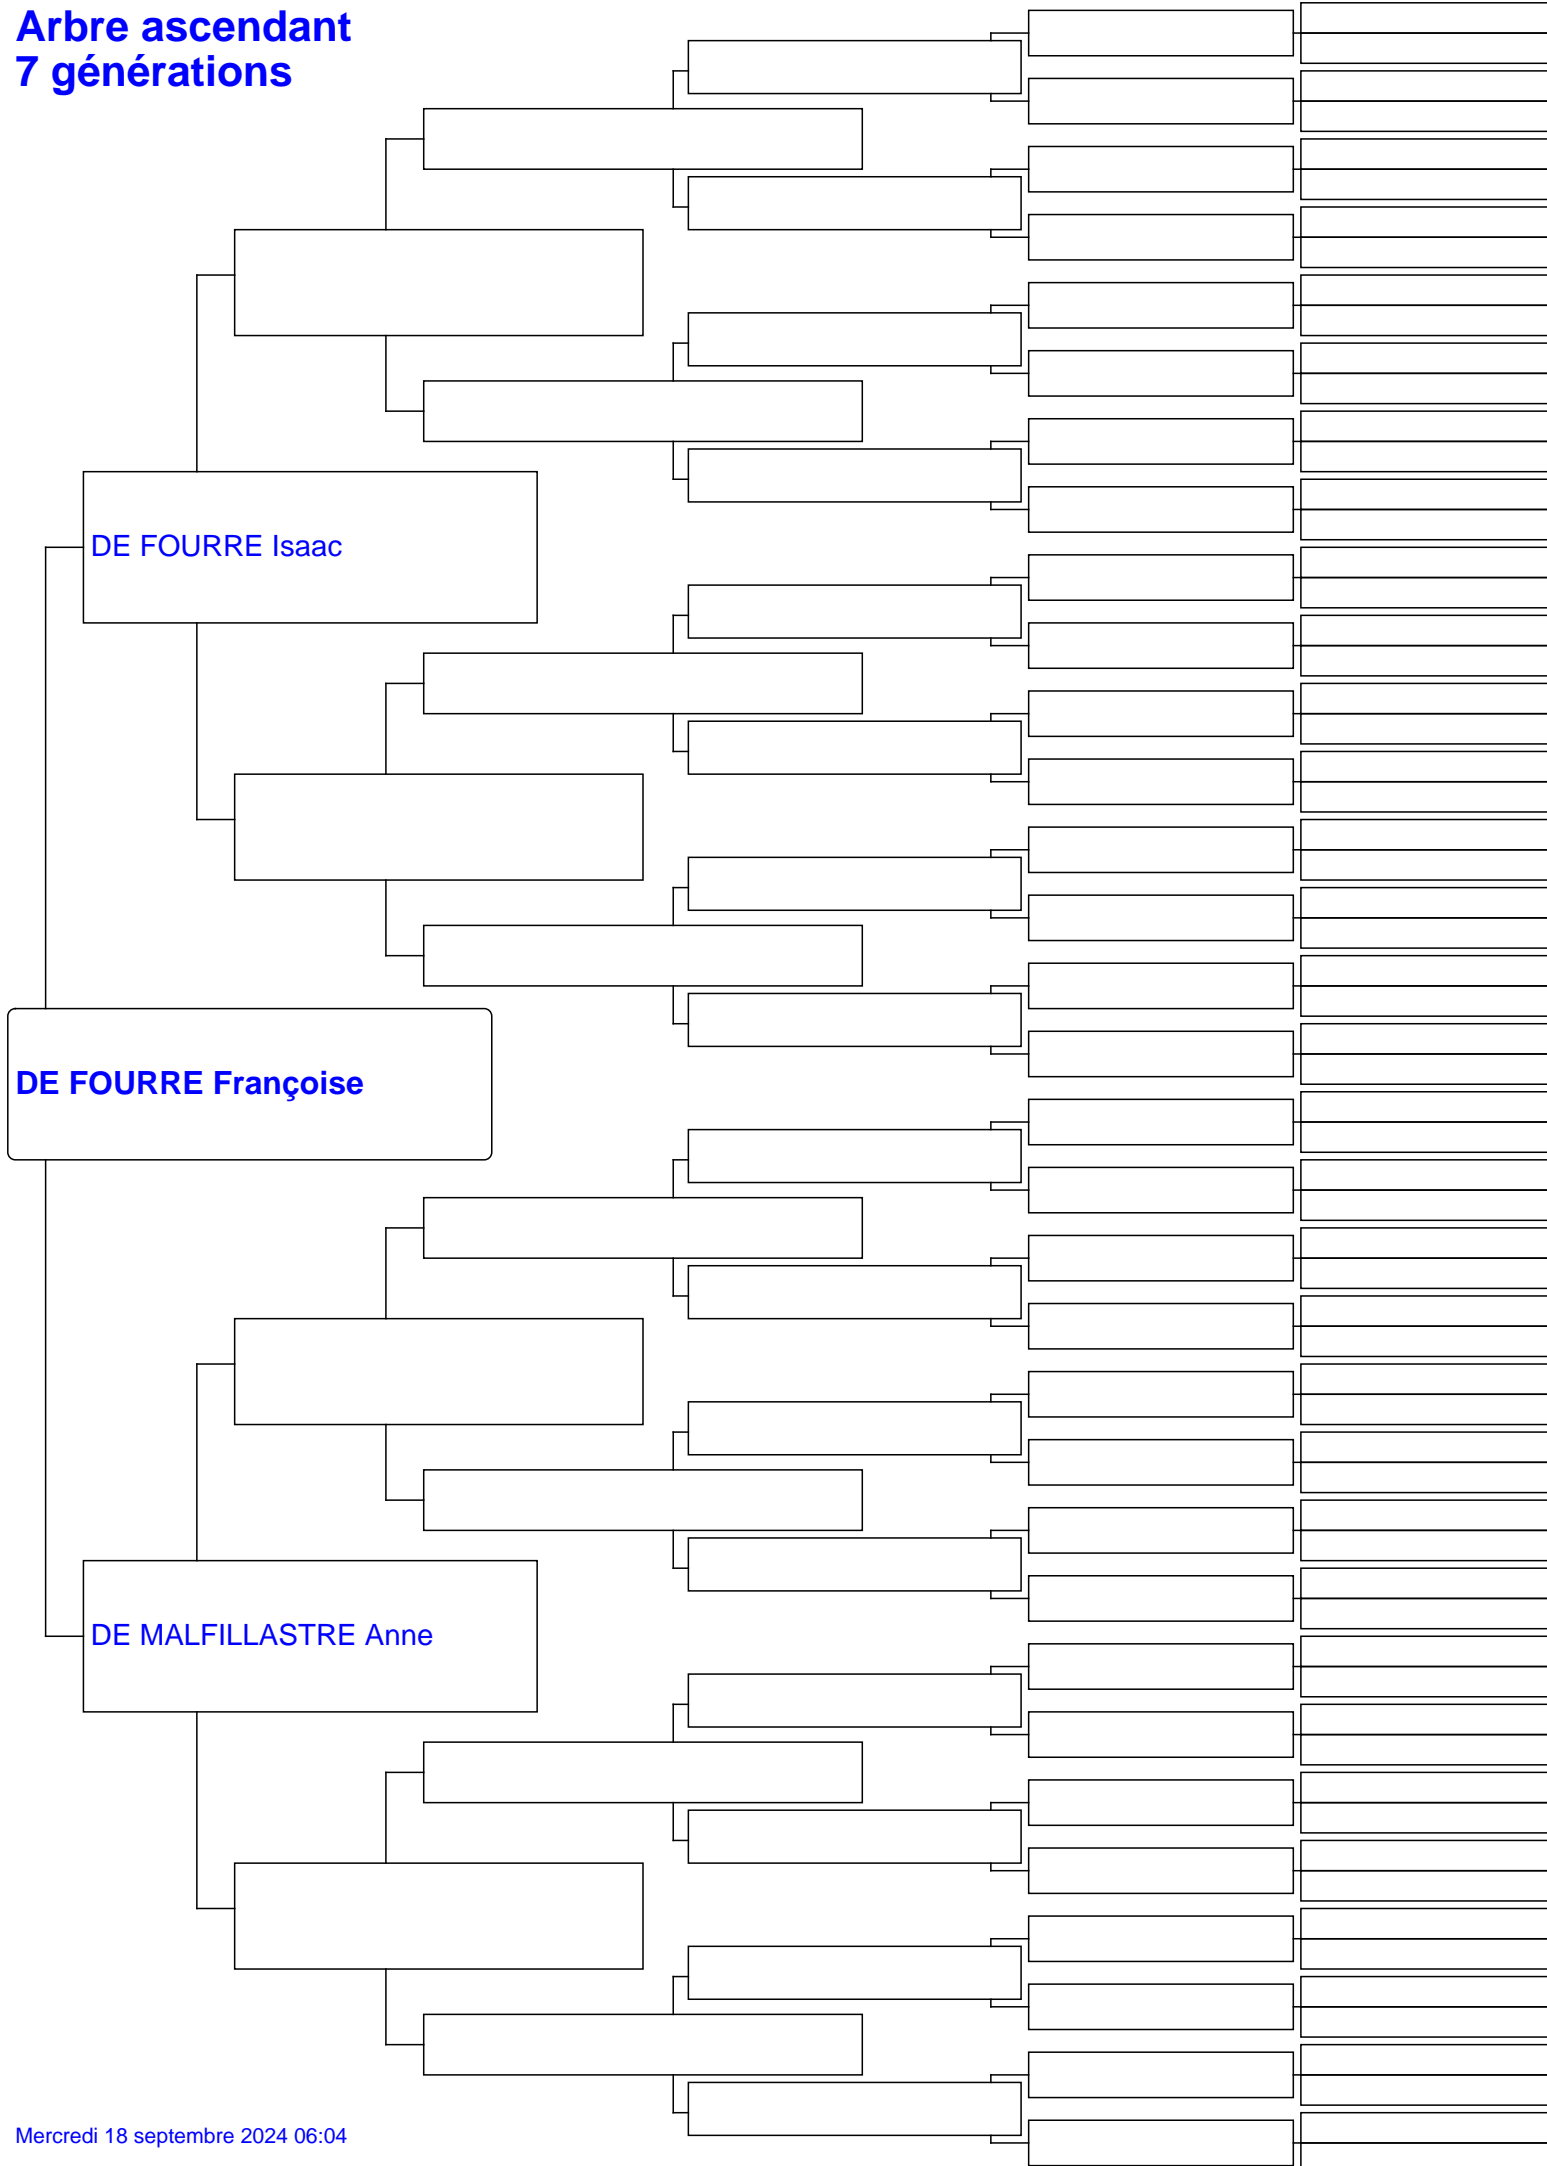 Arbre ascendant
7 générations
DE FOURRE Isaac
DE FOURRE Françoise
DE MALFILLASTRE Anne
Mercredi 18 septembre 2024 06:04